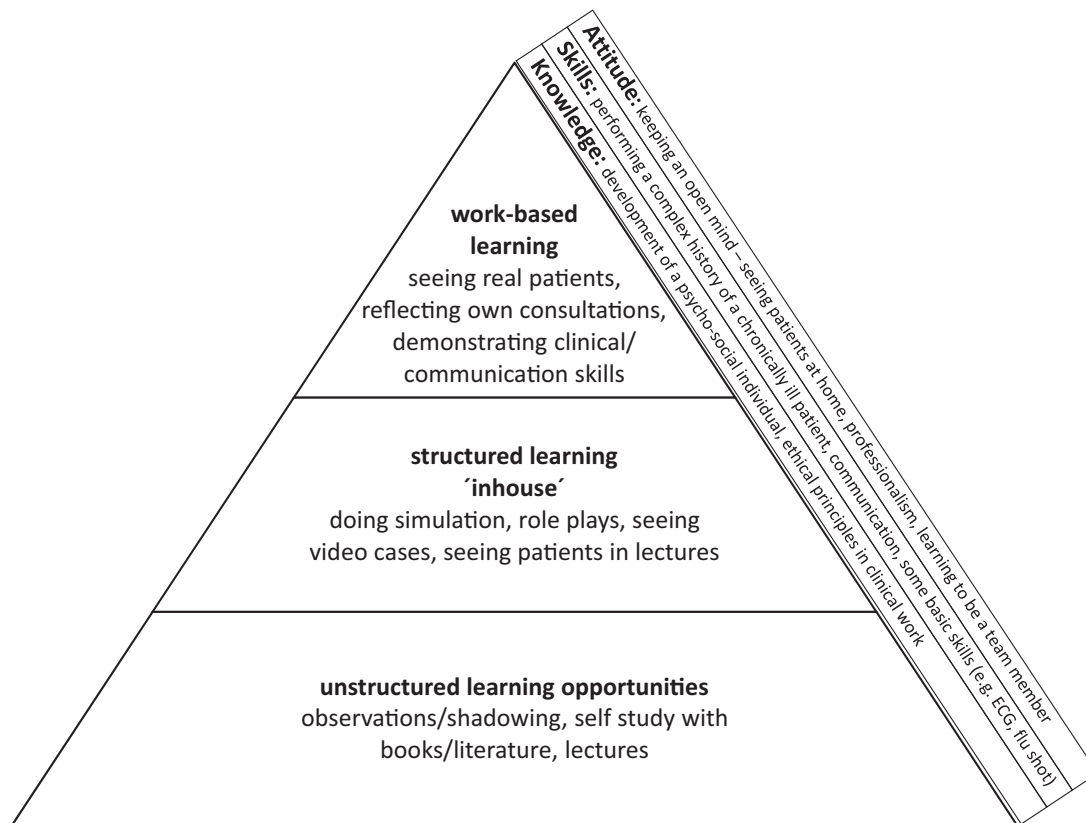 Attitude: keeping an open mind – seeing patients at home, professionalism, learning to be a team member
Skills: performing a complex history of a chronically ill patient, communication, some basic skills (e.g. ECG, flu shot)
Knowledge: development of a psycho-social individual, ethical principles in clinical work
work-based
learning
seeing real patients,
reflecting own consultations,
demonstrating clinical/
communication skills
structured learning
´inhouse´
doing simulation, role plays, seeing
video cases, seeing patients in lectures
unstructured learning opportunities
observations/shadowing, self study with
books/literature, lectures